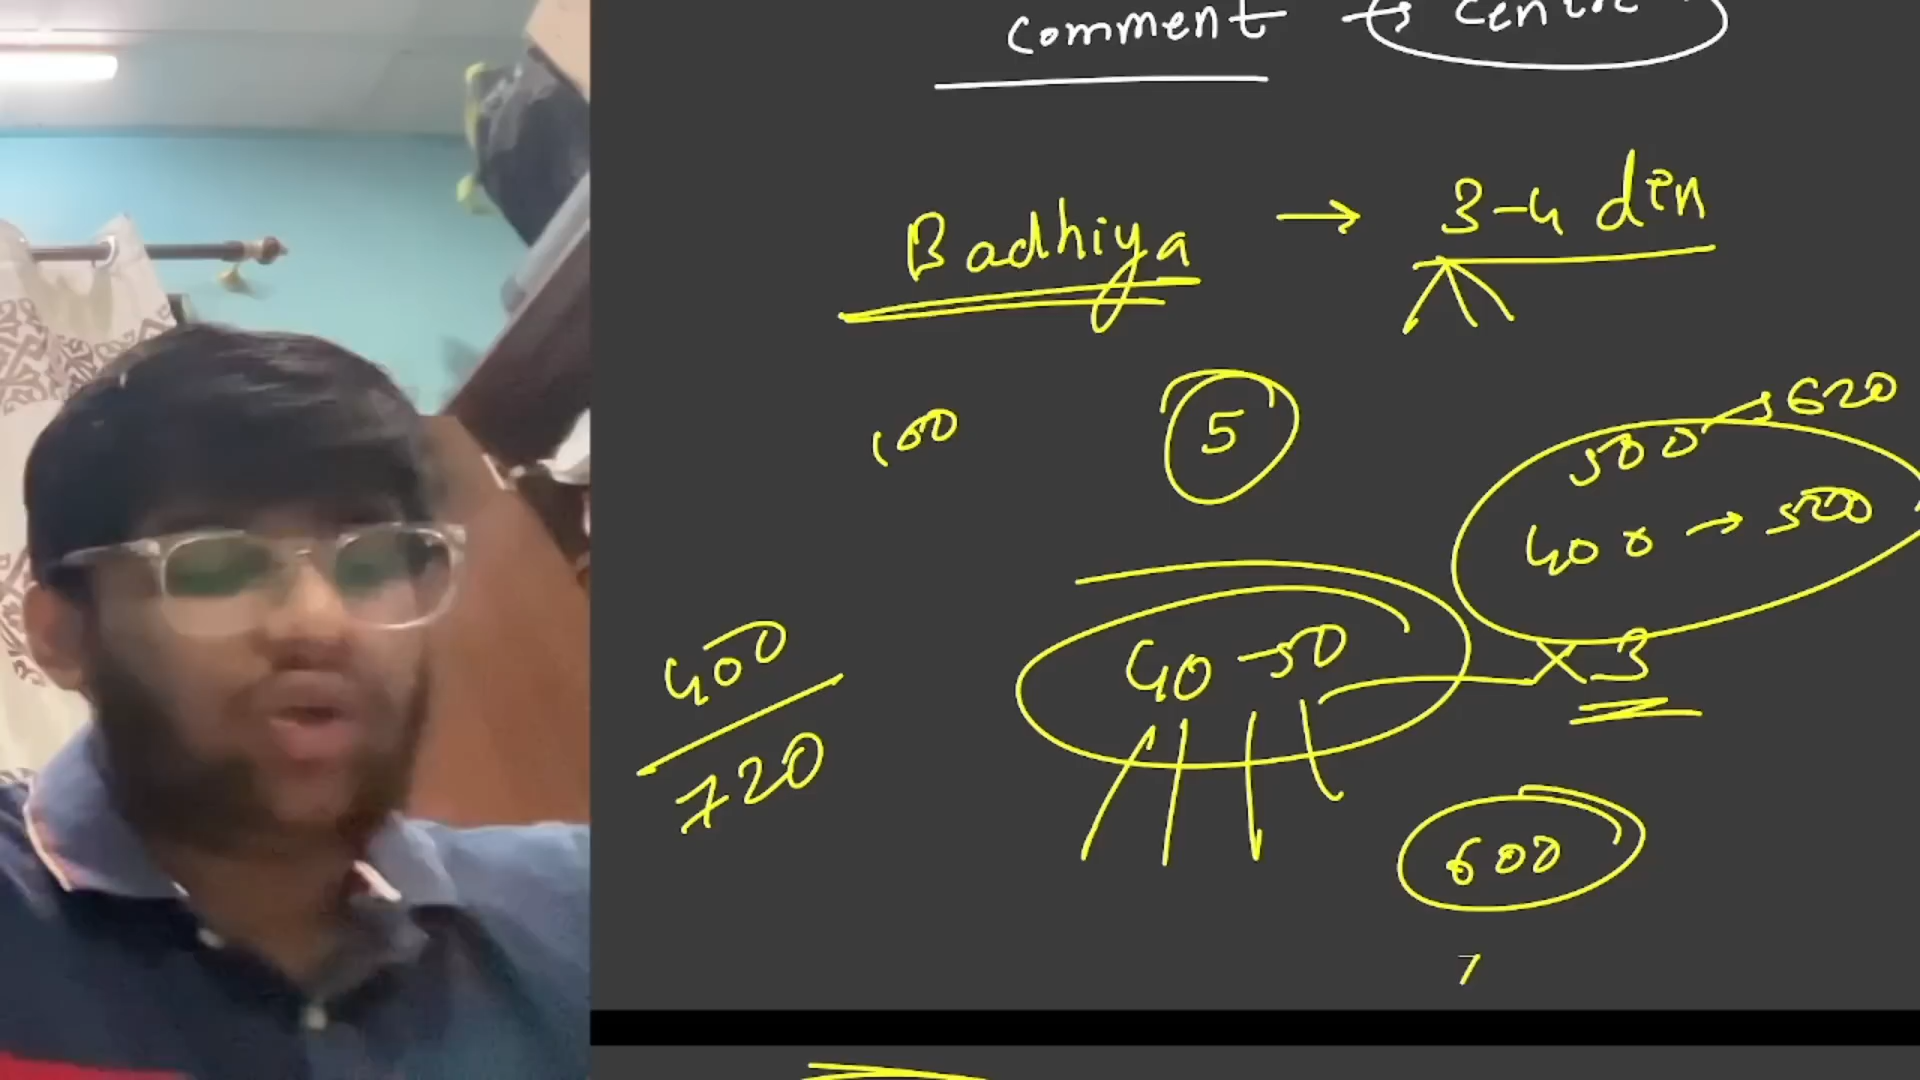 comment →
Badhiya → 3-4 din
100 5
500 → 620
400 → 500
40-50 × 3
400
720
600
7